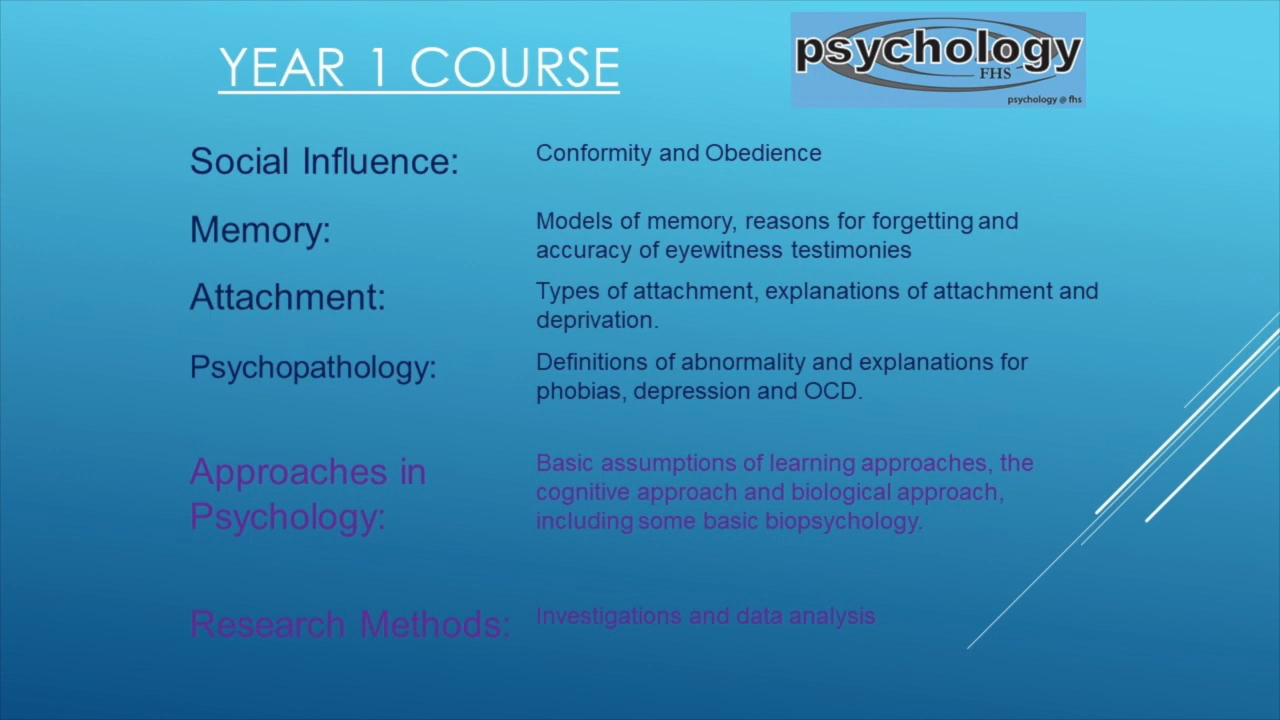 YEAR 1 COURSE
psychology
FHS
psychology @ fhs
Social Influence:
Conformity and Obedience
Memory:
Models of memory, reasons for forgetting and
accuracy of eyewitness testimonies
Attachment:
Types of attachment, explanations of attachment and
deprivation.
Psychopathology:
Definitions of abnormality and explanations for
phobias, depression and OCD.
Approaches in
Psychology:
Basic assumptions of learning approaches, the
cognitive approach and biological approach,
including some basic biopsychology.
Research Methods:
Investigations and data analysis